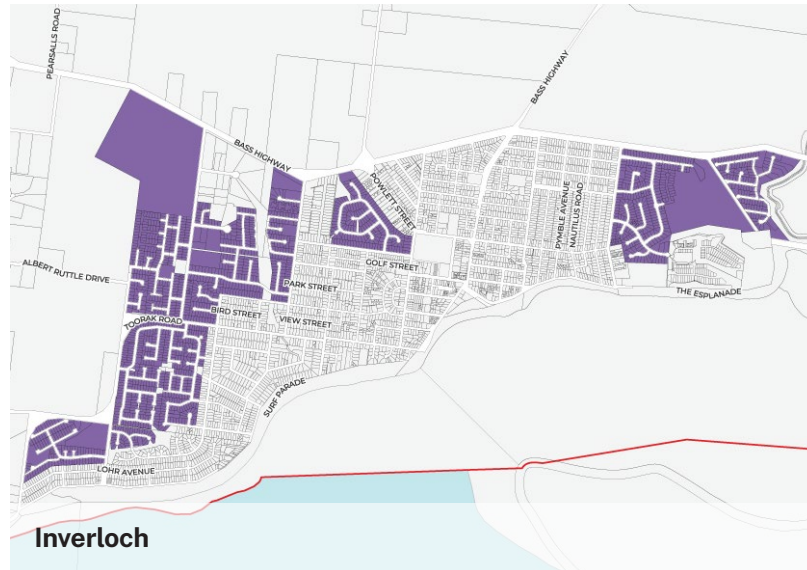 PEARSALLS ROAD
BASS HIGHWAY
BASS HIGHWAY
POWLETT STREET
PYMBLE AVENUE
NAUTILUS ROAD
GOLF STREET
ALBERT RUTTLE DRIVE
PARK STREET
THE ESPLANADE
BIRD STREET
TOORAK ROAD
VIEW STREET
SURF PARADE
LOHR AVENUE
Inverloch